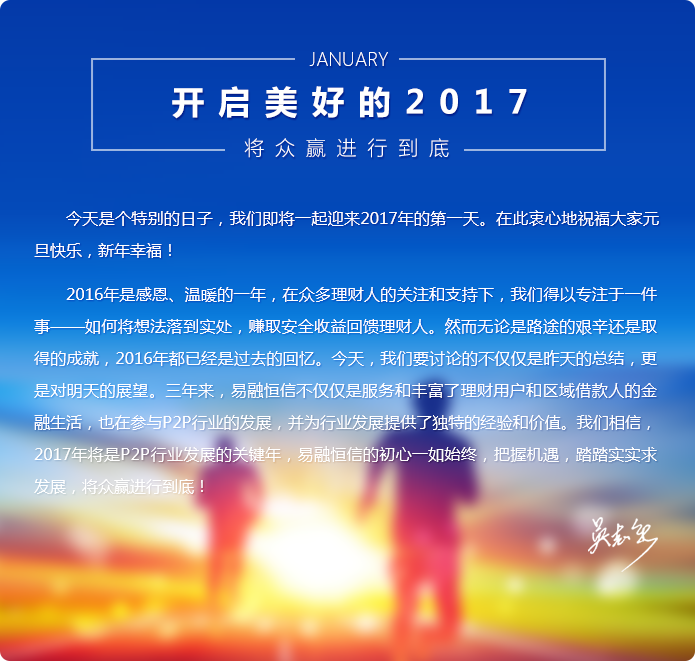 JANUARY
开启美好的2017
将众赢进行到底
今天是个特别的日子，我们即将一起迎来2017年的第一天。在此衷心地祝福大家元
旦快乐，新年幸福！
2016年是感恩、温暖的一年，在众多理财人的关注和支持下，我们得以专注于一件
事——如何将想法落到实处，赚取安全收益回馈理财人。然而无论是路途的艰辛还是取
得的成就，2016年都已经是过去的回忆。今天，我们要讨论的不仅仅是昨天的总结，更
是对明天的展望。三年来，易融恒信不仅仅是服务和丰富了理财用户和区域借款人的金
融生活，也在参与P2P行业的发展，并为行业发展提供了独特的经验和价值。我们相信，
2017年将是P2P行业发展的关键年，易融恒信的初心一如始终，把握机遇，踏踏实实求
发展，将众赢进行到底！